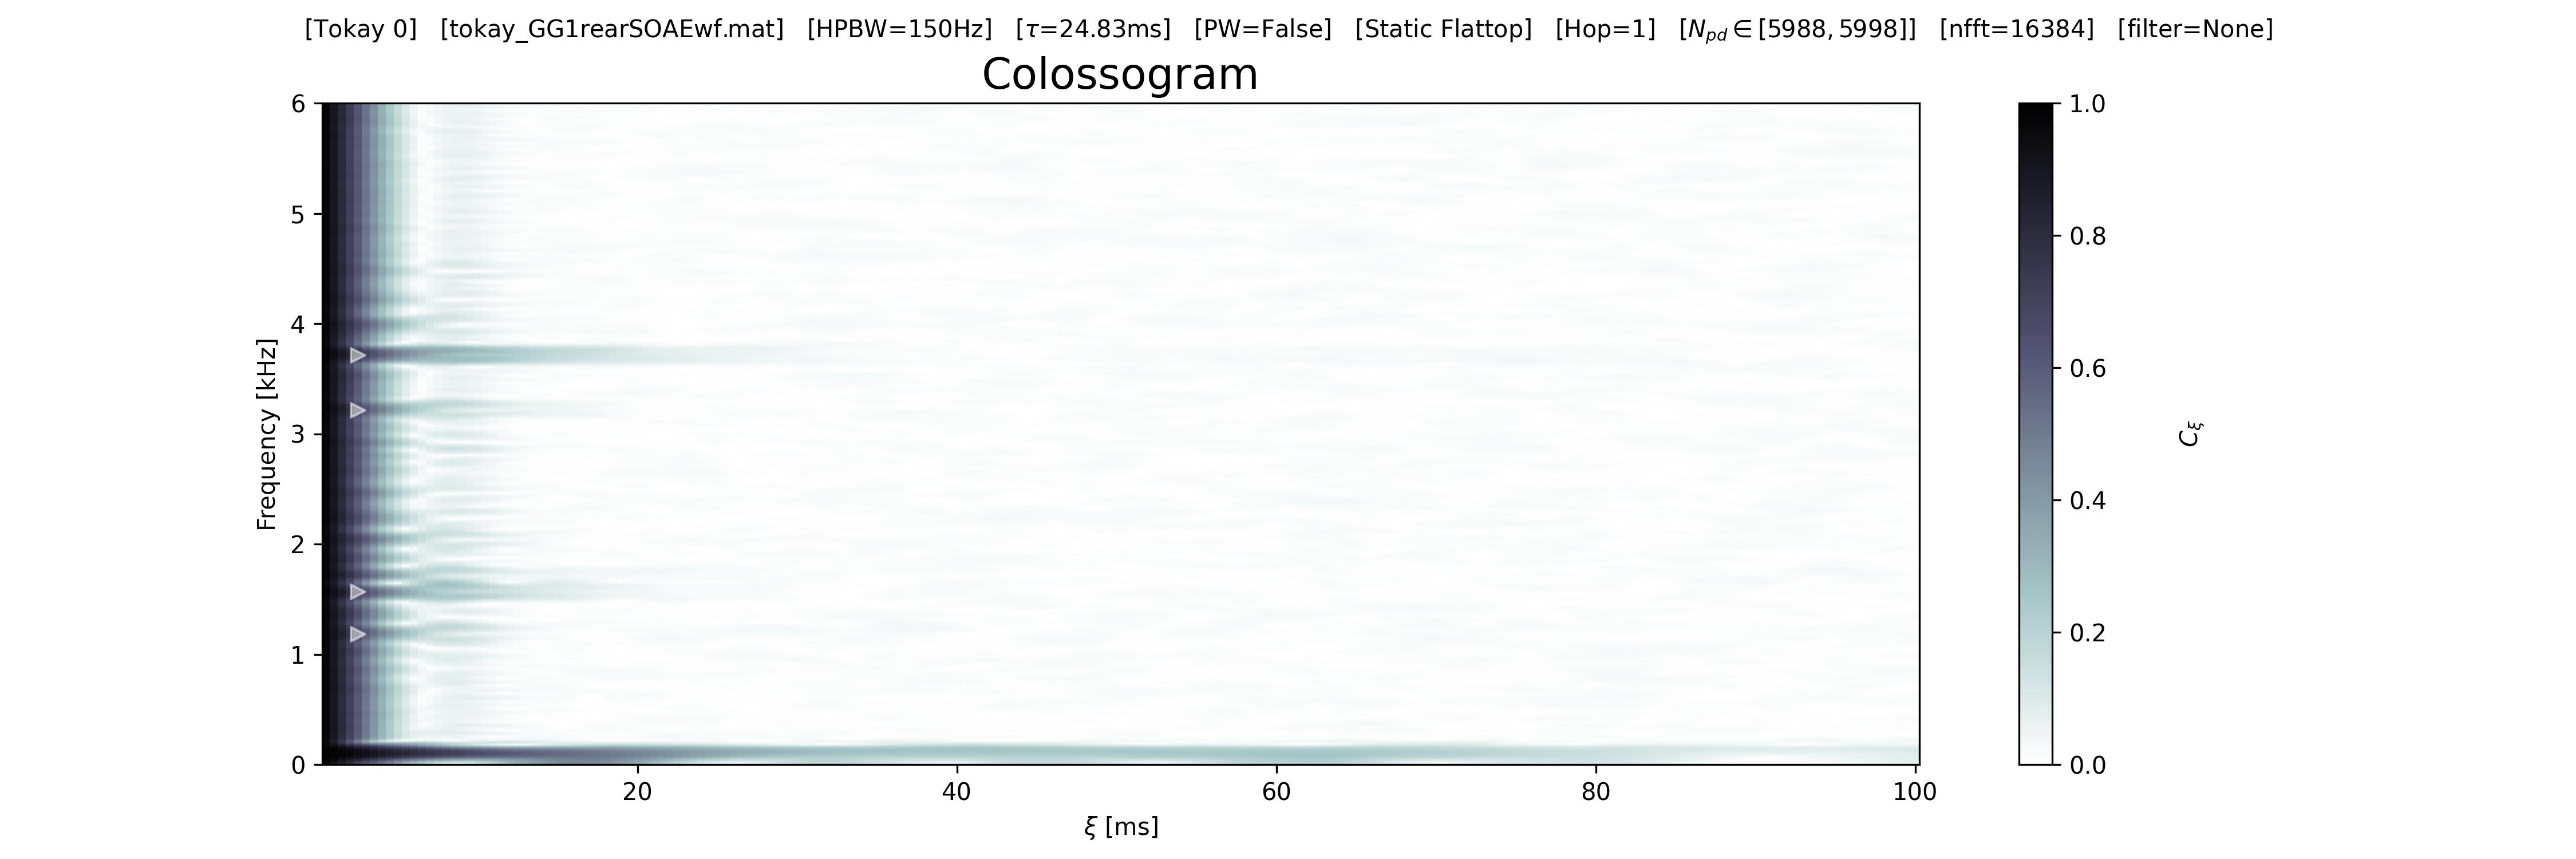 [Tokay 0] [tokay_GG1rearSOAEwf.mat] [HPBW=150Hz] [τ=24.83ms] [PW=False] [Static Flattop] [Hop=1] [N_pd ∈ [5988, 5998]] [nfft=16384] [filter=None]
Colossogram
6
5
4
3
2
1
0
Frequency [kHz]
20 40 60 80 100
ξ [ms]
1.0
0.8
0.6
0.4
0.2
0.0
C_ξ